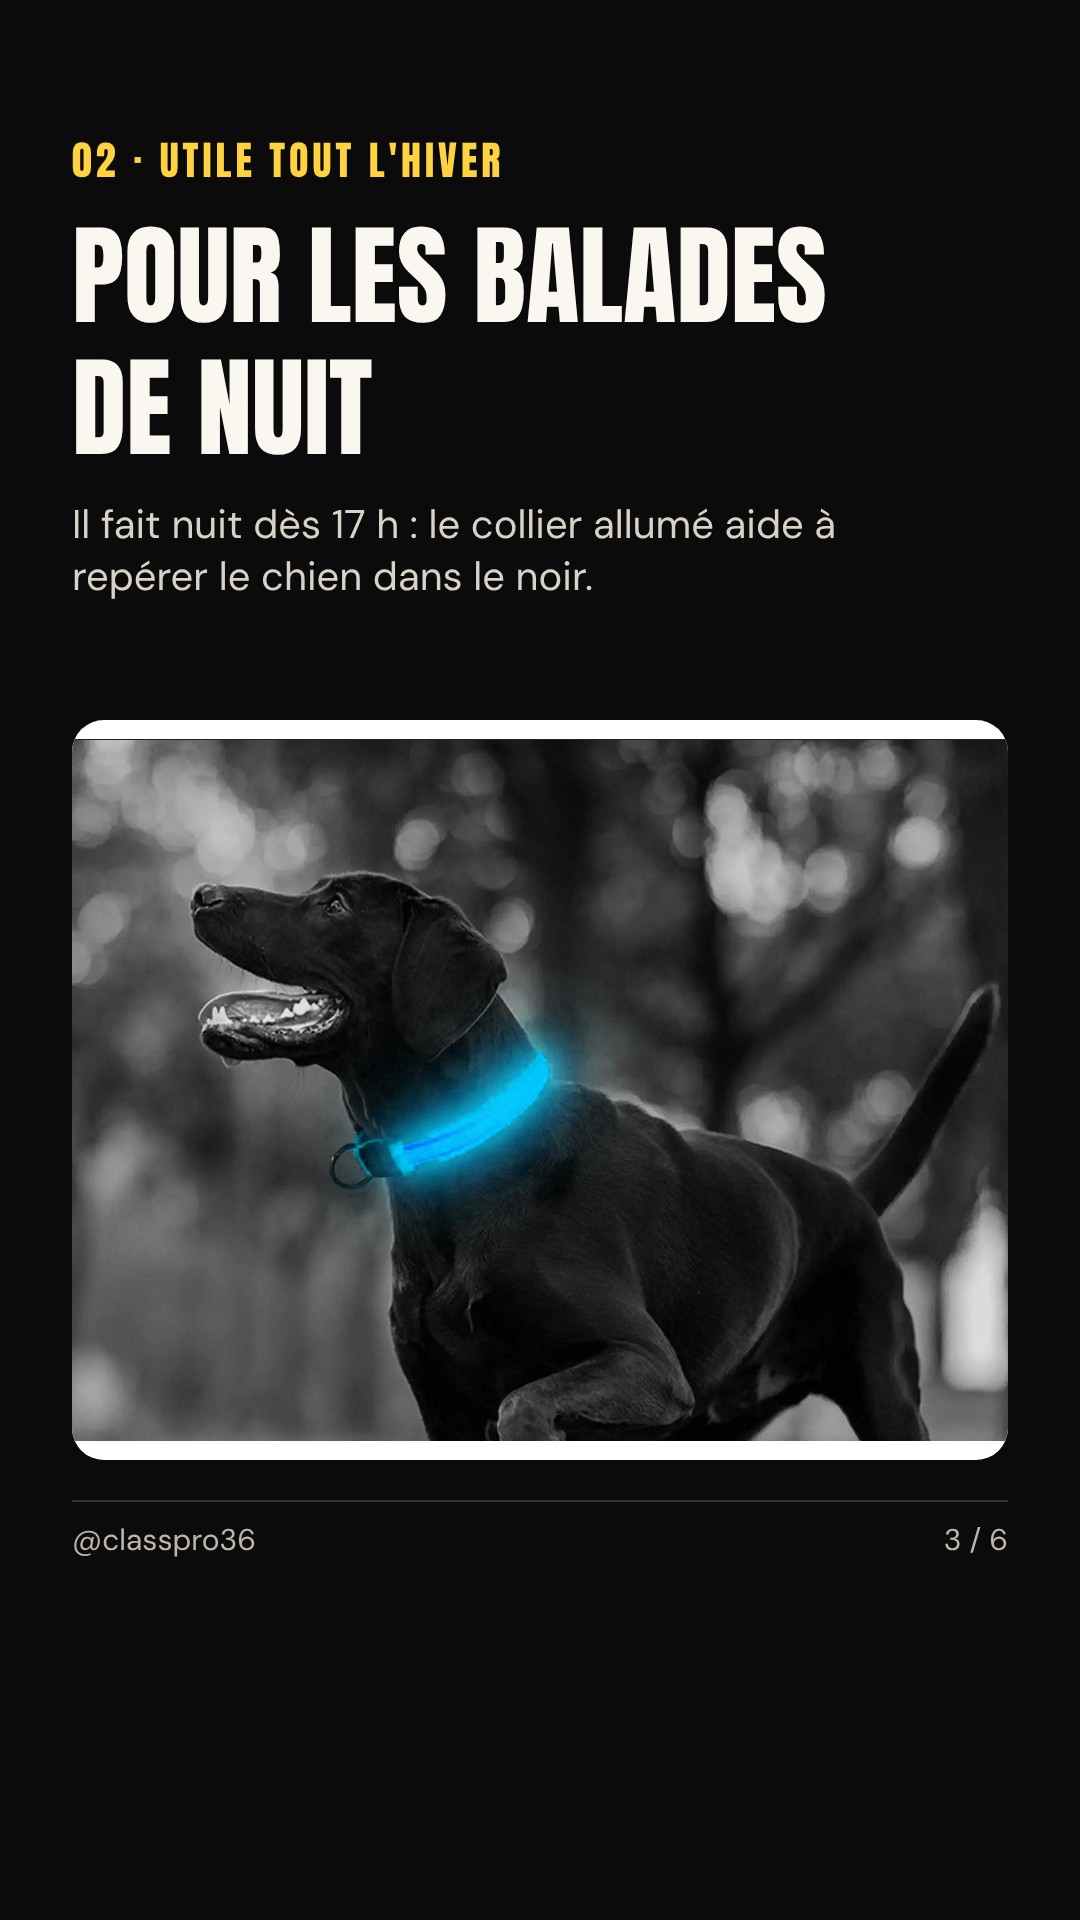 02 · UTILE TOUT L'HIVER
POUR LES BALADES
DE NUIT
Il fait nuit dès 17 h : le collier allumé aide à
repérer le chien dans le noir.
@classpro36
3 / 6